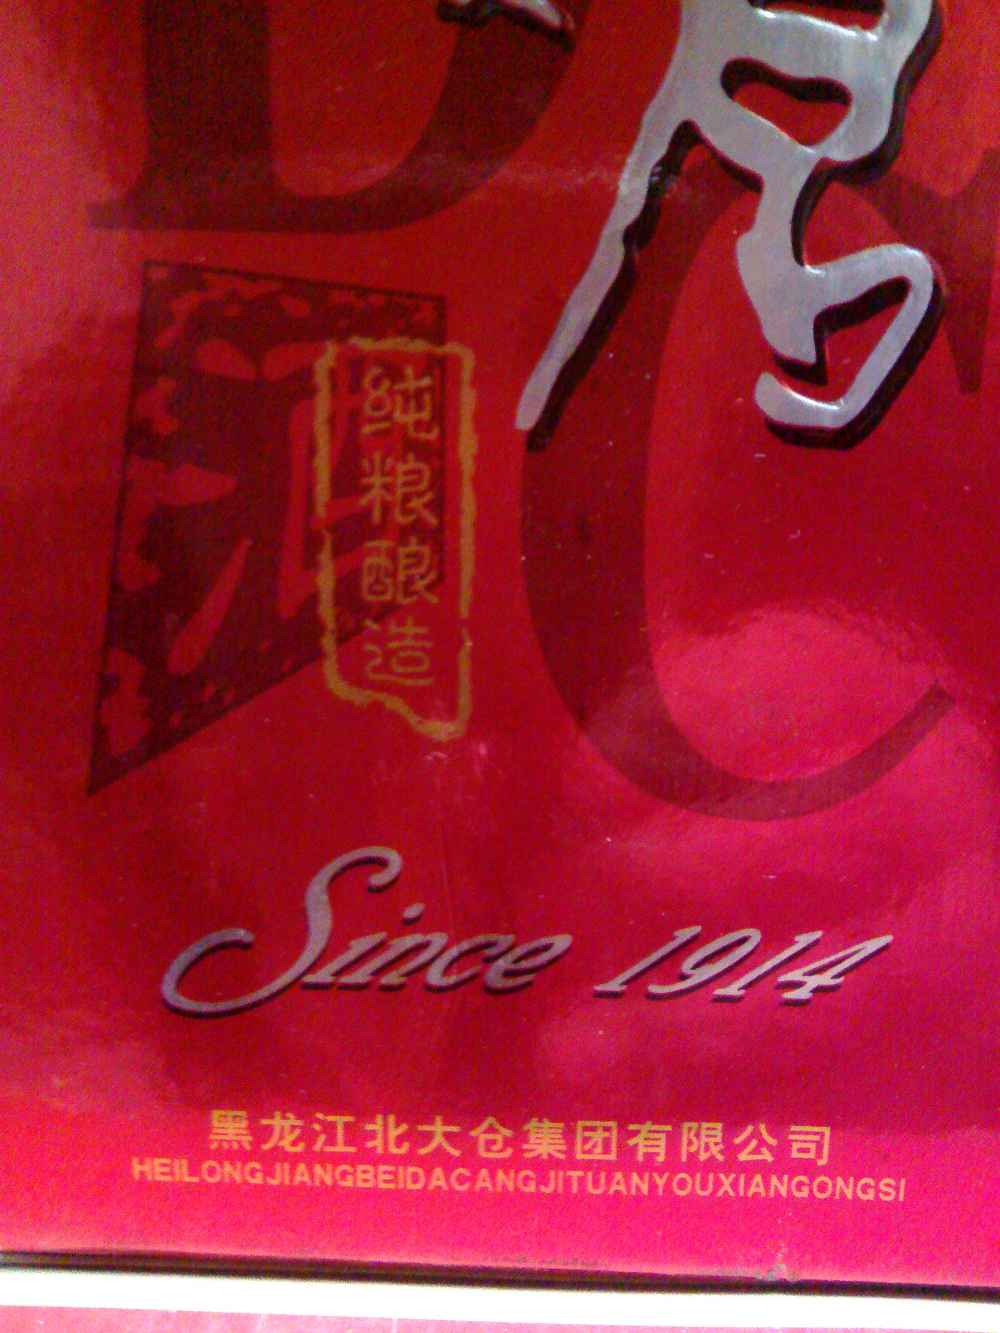 纯粮酿造
Since 1914
黑龙江北大仓集团有限公司
HEILONGJIANGBEIDACANGJITUANYOUXIANGONGSI